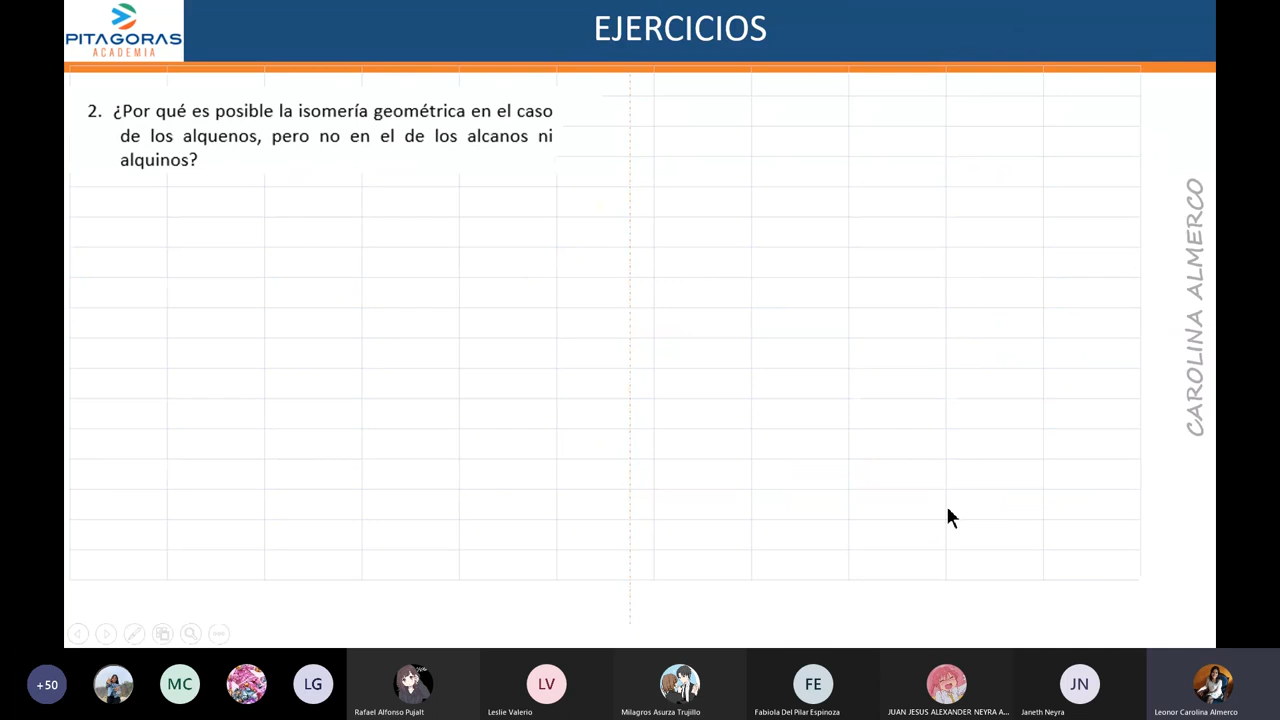 PITAGORAS
ACADEMIA
EJERCICIOS
2. ¿Por qué es posible la isomería geométrica en el caso
de los alquenos, pero no en el de los alcanos ni
alquinos?
CAROLINA ALMERCO
+50
MC
LG
LV
FE
JN
Rafael Alfonso Pujalt
Leslie Valerio
Milagros Asurza Trujillo
Fabiola Del Pilar Espinoza
JUAN JESUS ALEXANDER NEYRA A...
Janeth Neyra
Leonor Carolina Almerco